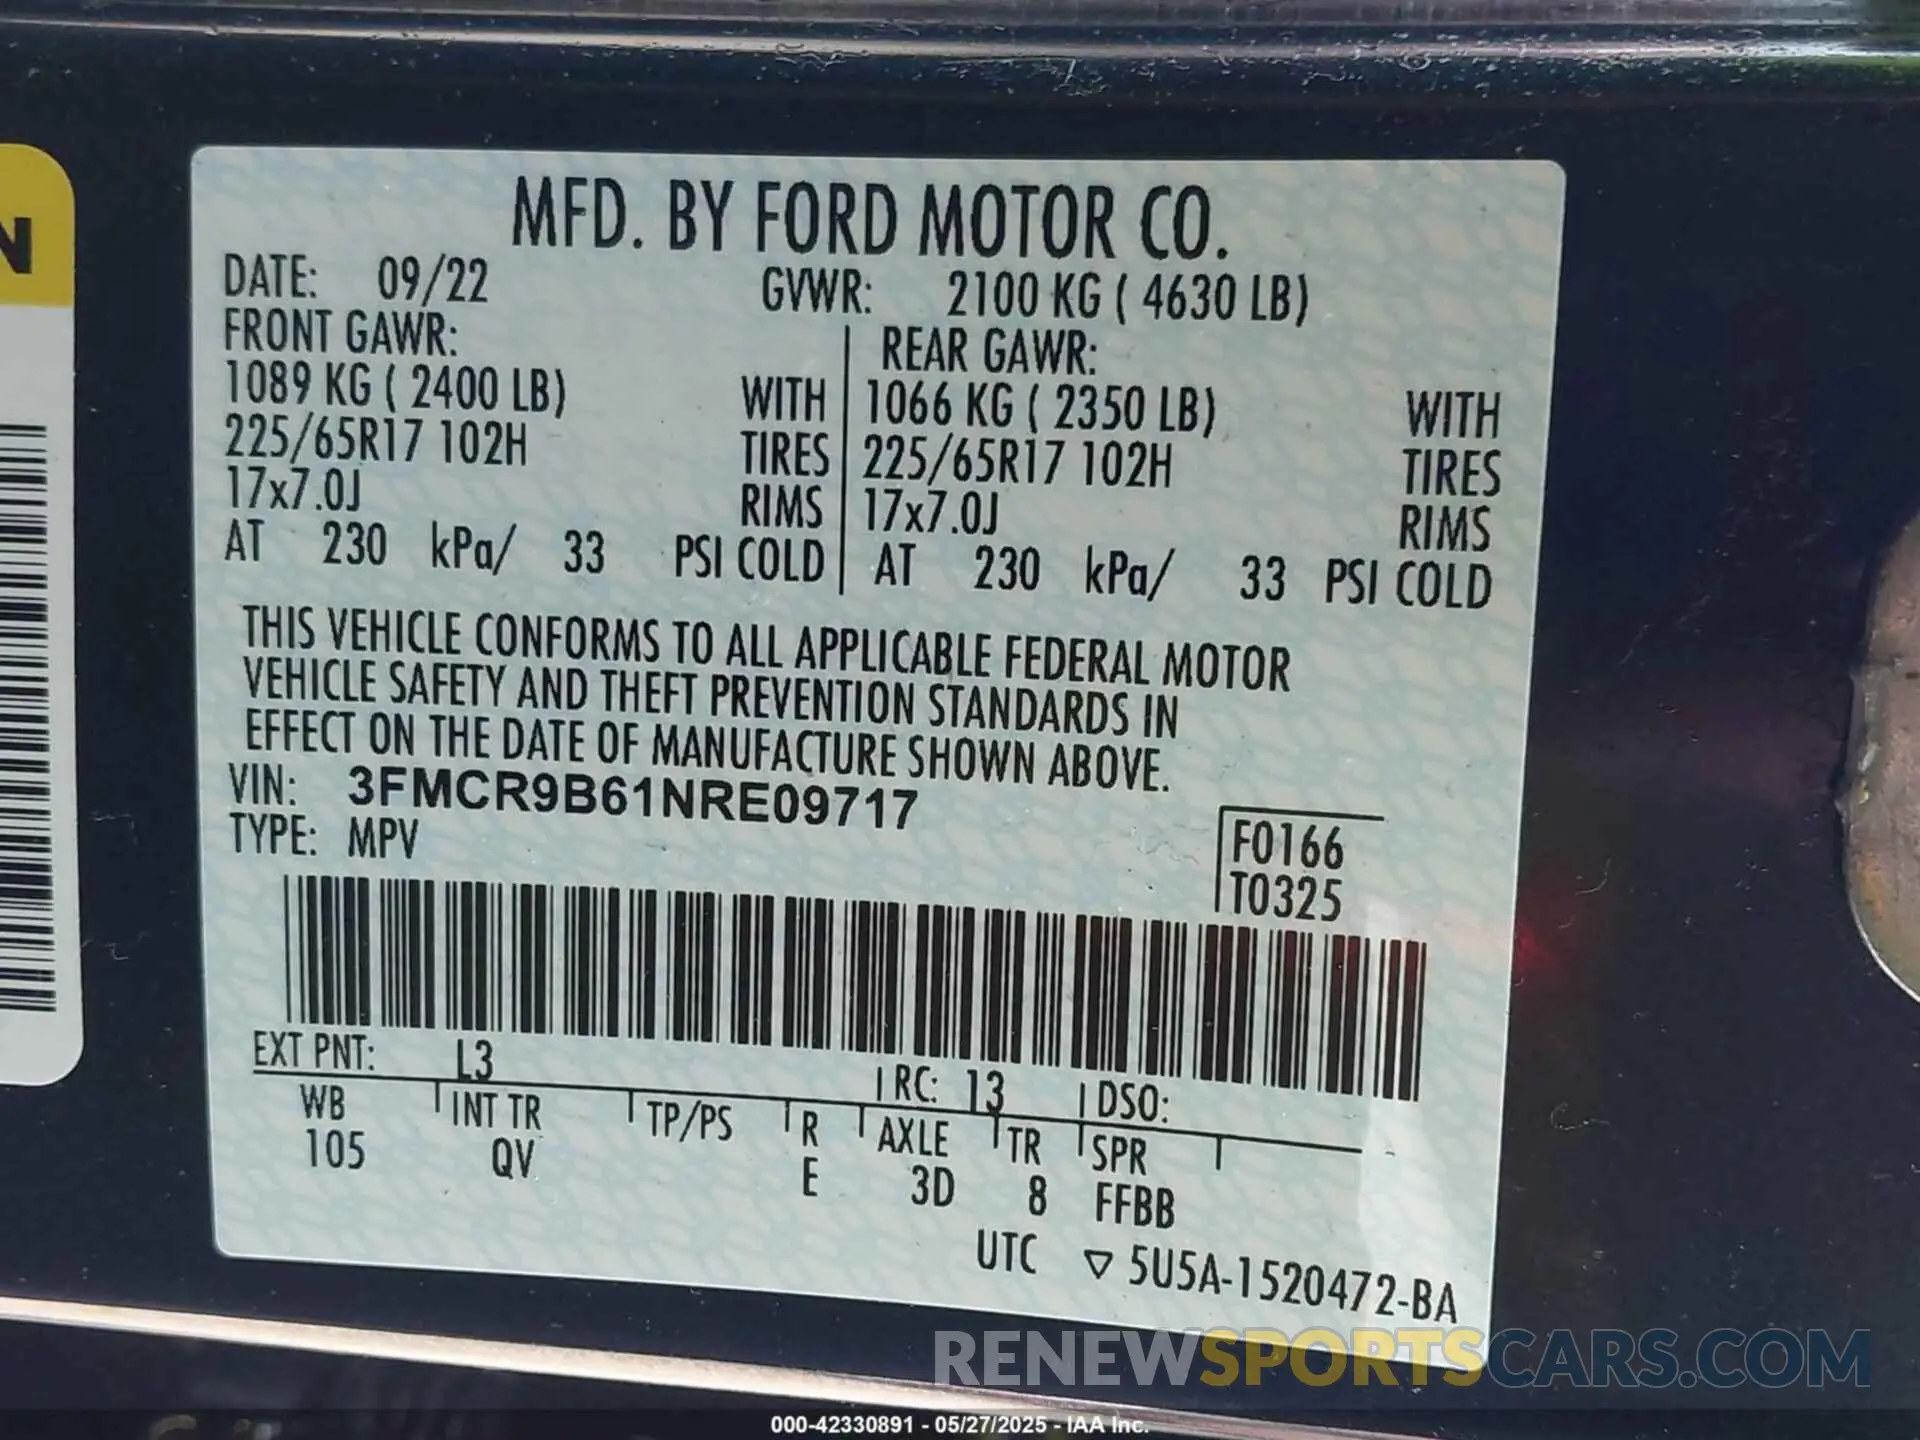 N
MFD. BY FORD MOTOR CO.
DATE: 09/22 GVWR: 2100 KG ( 4630 LB)
FRONT GAWR: REAR GAWR:
1089 KG ( 2400 LB) WITH 1066 KG ( 2350 LB) WITH
225/65R17 102H TIRES 225/65R17 102H TIRES
17x7.0J RIMS 17x7.0J RIMS
AT 230 kPa/ 33 PSI COLD AT 230 kPa/ 33 PSI COLD
THIS VEHICLE CONFORMS TO ALL APPLICABLE FEDERAL MOTOR
VEHICLE SAFETY AND THEFT PREVENTION STANDARDS IN
EFFECT ON THE DATE OF MANUFACTURE SHOWN ABOVE.
VIN: 3FMCR9B61NRE09717
TYPE: MPV
F0166
T0325
EXT PNT: L3 RC: 13 DSO:
WB INT TR TP/PS R AXLE TR SPR
105 QV E 3D 8 FFBB
UTC ▽ 5U5A-1520472-BA
RENEWSPORTSCARS.COM
000-42330891 - 05/27/2025 - IAA Inc.